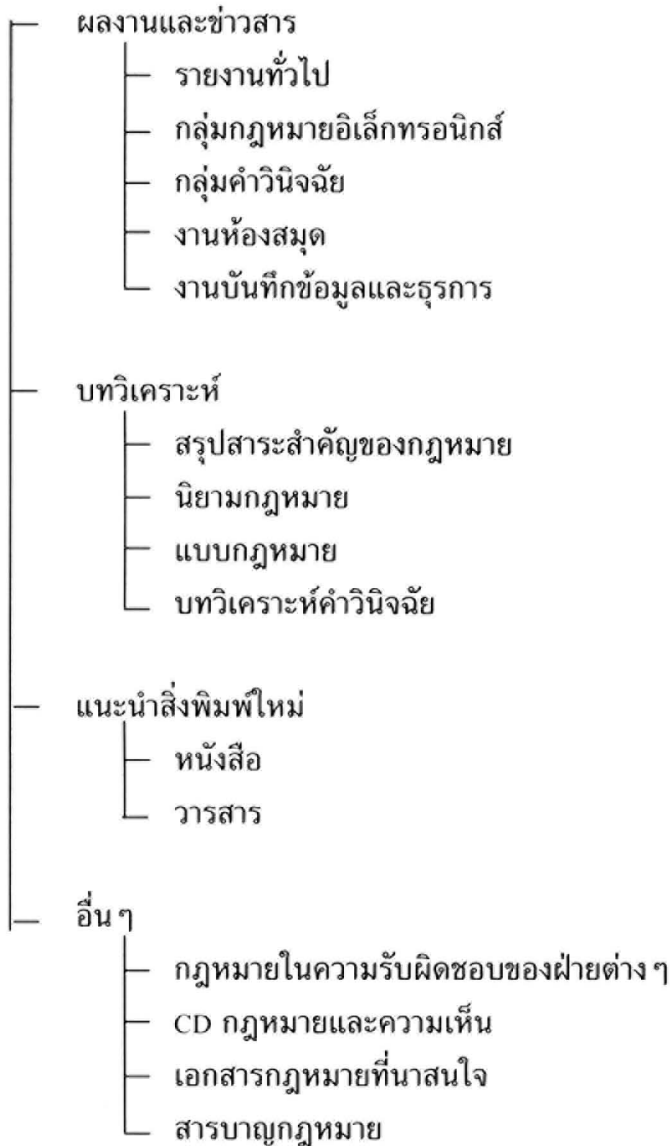 ผลงานและข่าวสาร
รายงานทั่วไป
กลุ่มกฎหมายอิเล็กทรอนิกส์
กลุ่มคำวินิจฉัย
งานห้องสมุด
งานบันทึกข้อมูลและธุรการ
บทวิเคราะห์
สรุปสาระสำคัญของกฎหมาย
นิยามกฎหมาย
แบบกฎหมาย
บทวิเคราะห์คำวินิจฉัย
แนะนำสิ่งพิมพ์ใหม่
หนังสือ
วารสาร
อื่นๆ
กฎหมายในความรับผิดชอบของฝ่ายต่างๆ
CD กฎหมายและความเห็น
เอกสารกฎหมายที่นาสนใจ
สารบาญกฎหมาย